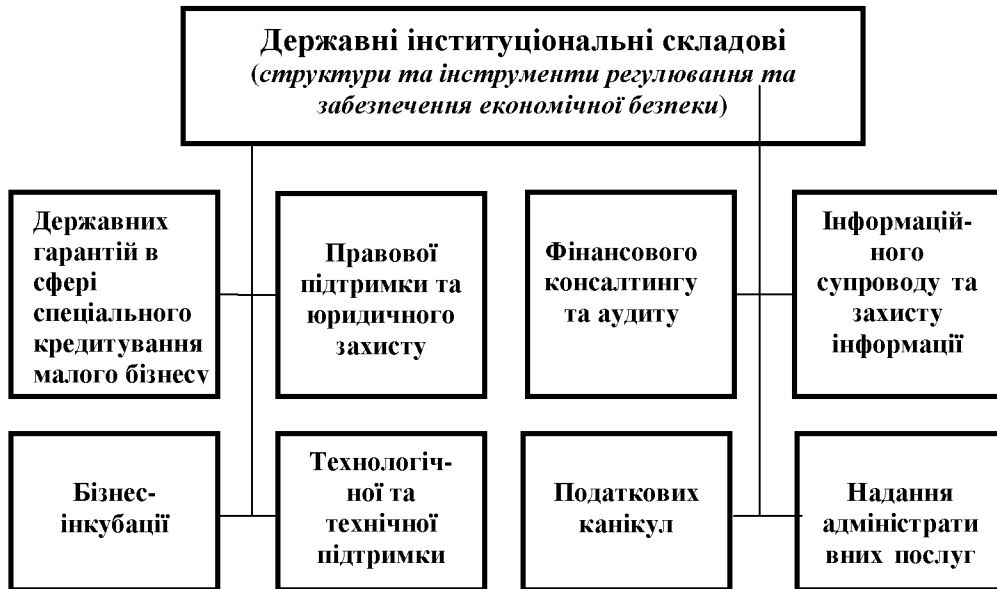 Державні інституціональні складові
(структури та інструменти регулювання та
забезпечення економічної безпеки)
Державних
гарантій в
сфері
спеціального
кредитування
малого бізнесу
Правової
підтримки та
юридичного
захисту
Фінансового
консалтингу
та аудиту
Інформацій-
ного
супроводу та
захисту
інформації
Бізнес-
інкубації
Технологіч-
ної та
технічної
підтримки
Податкових
канікул
Надання
адміністрати
вних послуг